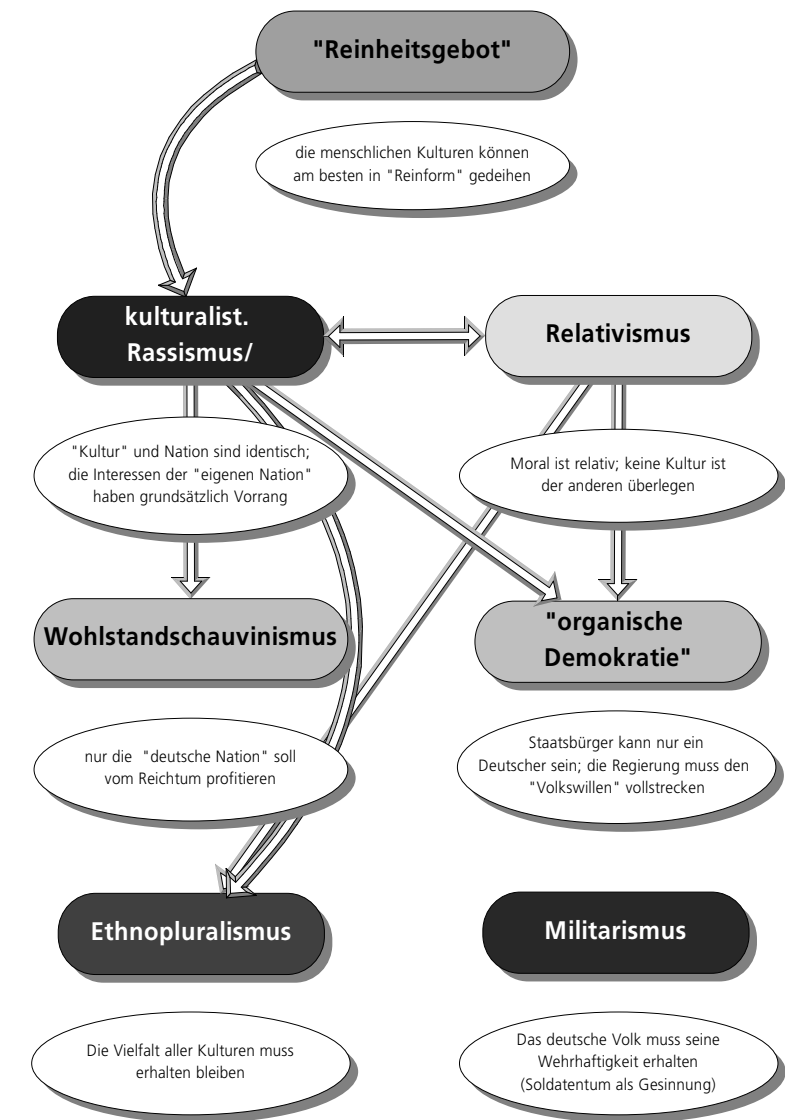 "Reinheitsgebot"
die menschlichen Kulturen können
am besten in "Reinform" gedeihen
kulturalist.
Rassismus/
Relativismus
"Kultur" und Nation sind identisch;
die Interessen der "eigenen Nation"
haben grundsätzlich Vorrang
Moral ist relativ; keine Kultur ist
der anderen überlegen
Wohlstandschauvinismus
"organische
Demokratie"
nur die "deutsche Nation" soll
vom Reichtum profitieren
Staatsbürger kann nur ein
Deutscher sein; die Regierung muss den
"Volkswillen" vollstrecken
Ethnopluralismus
Militarismus
Die Vielfalt aller Kulturen muss
erhalten bleiben
Das deutsche Volk muss seine
Wehrhaftigkeit erhalten
(Soldatentum als Gesinnung)